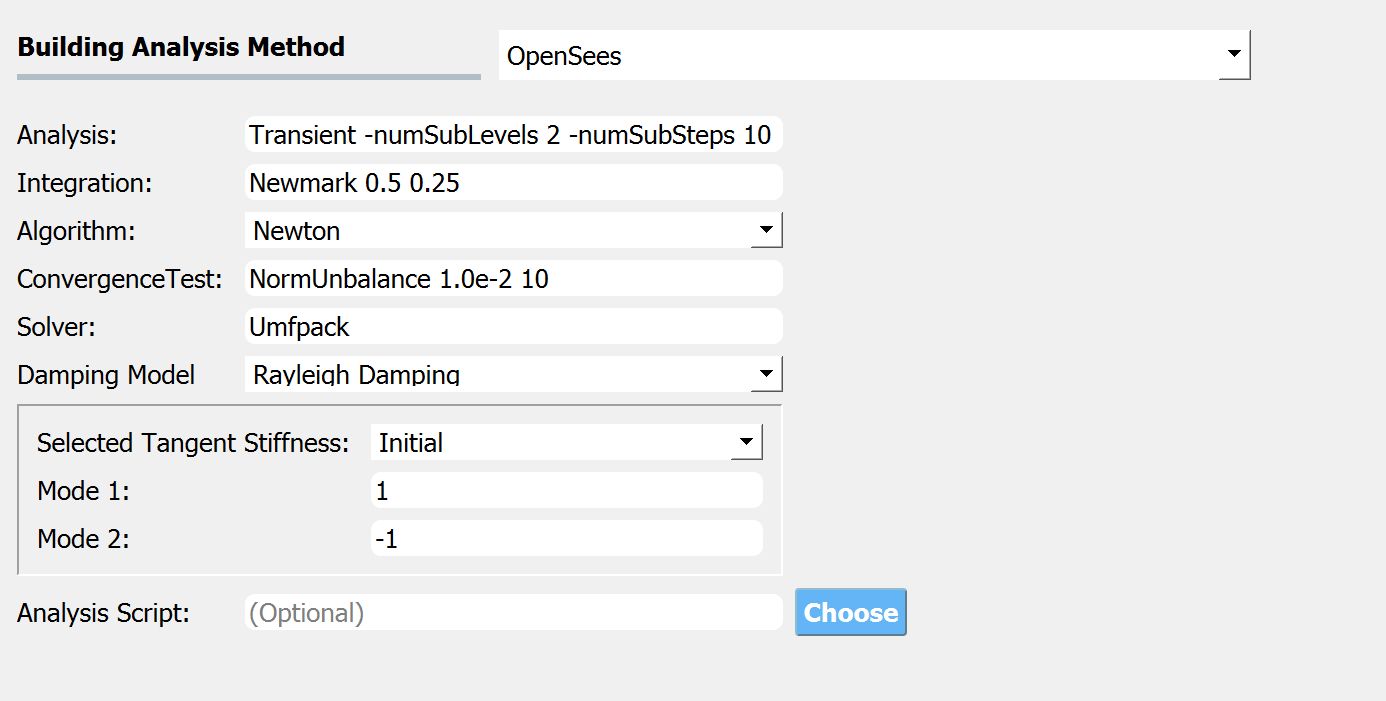 Building Analysis Method OpenSees
Analysis: Transient -numSubLevels 2 -numSubSteps 10
Integration: Newmark 0.5 0.25
Algorithm: Newton
ConvergenceTest: NormUnbalance 1.0e-2 10
Solver: Umfpack
Damping Model Rayleigh Damping
Selected Tangent Stiffness: Initial
Mode 1: 1
Mode 2: -1
Analysis Script: (Optional) Choose